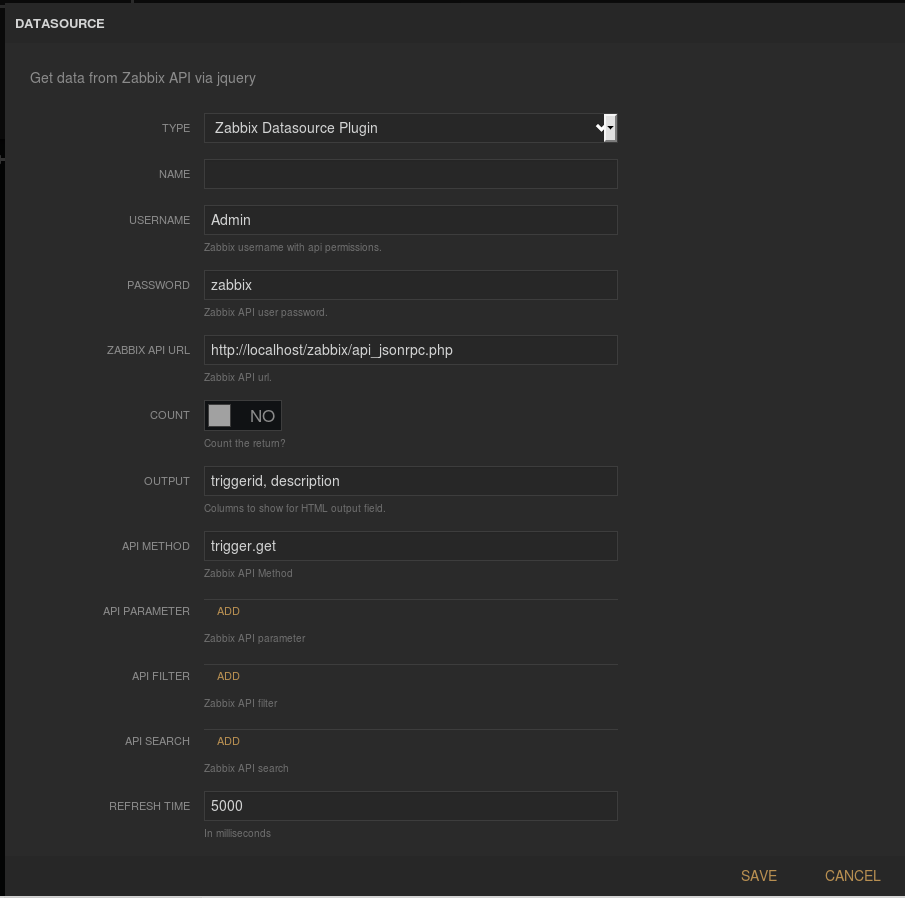 DATASOURCE
Get data from Zabbix API via jquery
TYPE Zabbix Datasource Plugin
NAME
USERNAME Admin
Zabbix username with api permissions.
PASSWORD zabbix
Zabbix API user password.
ZABBIX API URL http://localhost/zabbix/api_jsonrpc.php
Zabbix API url.
COUNT NO
Count the return?
OUTPUT triggerid, description
Columns to show for HTML output field.
API METHOD trigger.get
Zabbix API Method
API PARAMETER ADD
Zabbix API parameter
API FILTER ADD
Zabbix API filter
API SEARCH ADD
Zabbix API search
REFRESH TIME 5000
In milliseconds
SAVE CANCEL